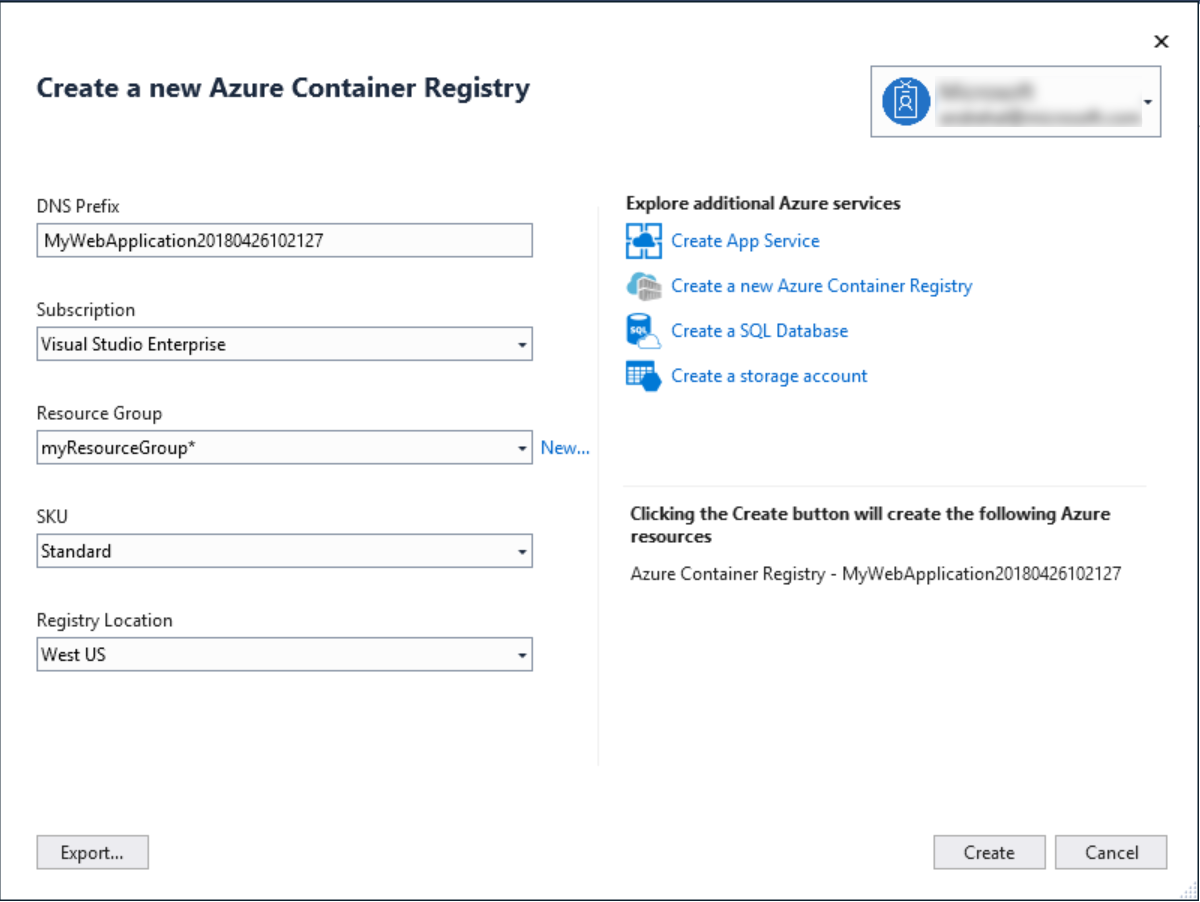 Create a new Azure Container Registry
DNS Prefix
MyWebApplication20180426102127
Subscription
Visual Studio Enterprise
Resource Group
myResourceGroup*
New...
SKU
Standard
Registry Location
West US
Explore additional Azure services
Create App Service
Create a new Azure Container Registry
SQL
Create a SQL Database
Create a storage account
Clicking the Create button will create the following Azure
resources
Azure Container Registry - MyWebApplication20180426102127
Export...
Create
Cancel